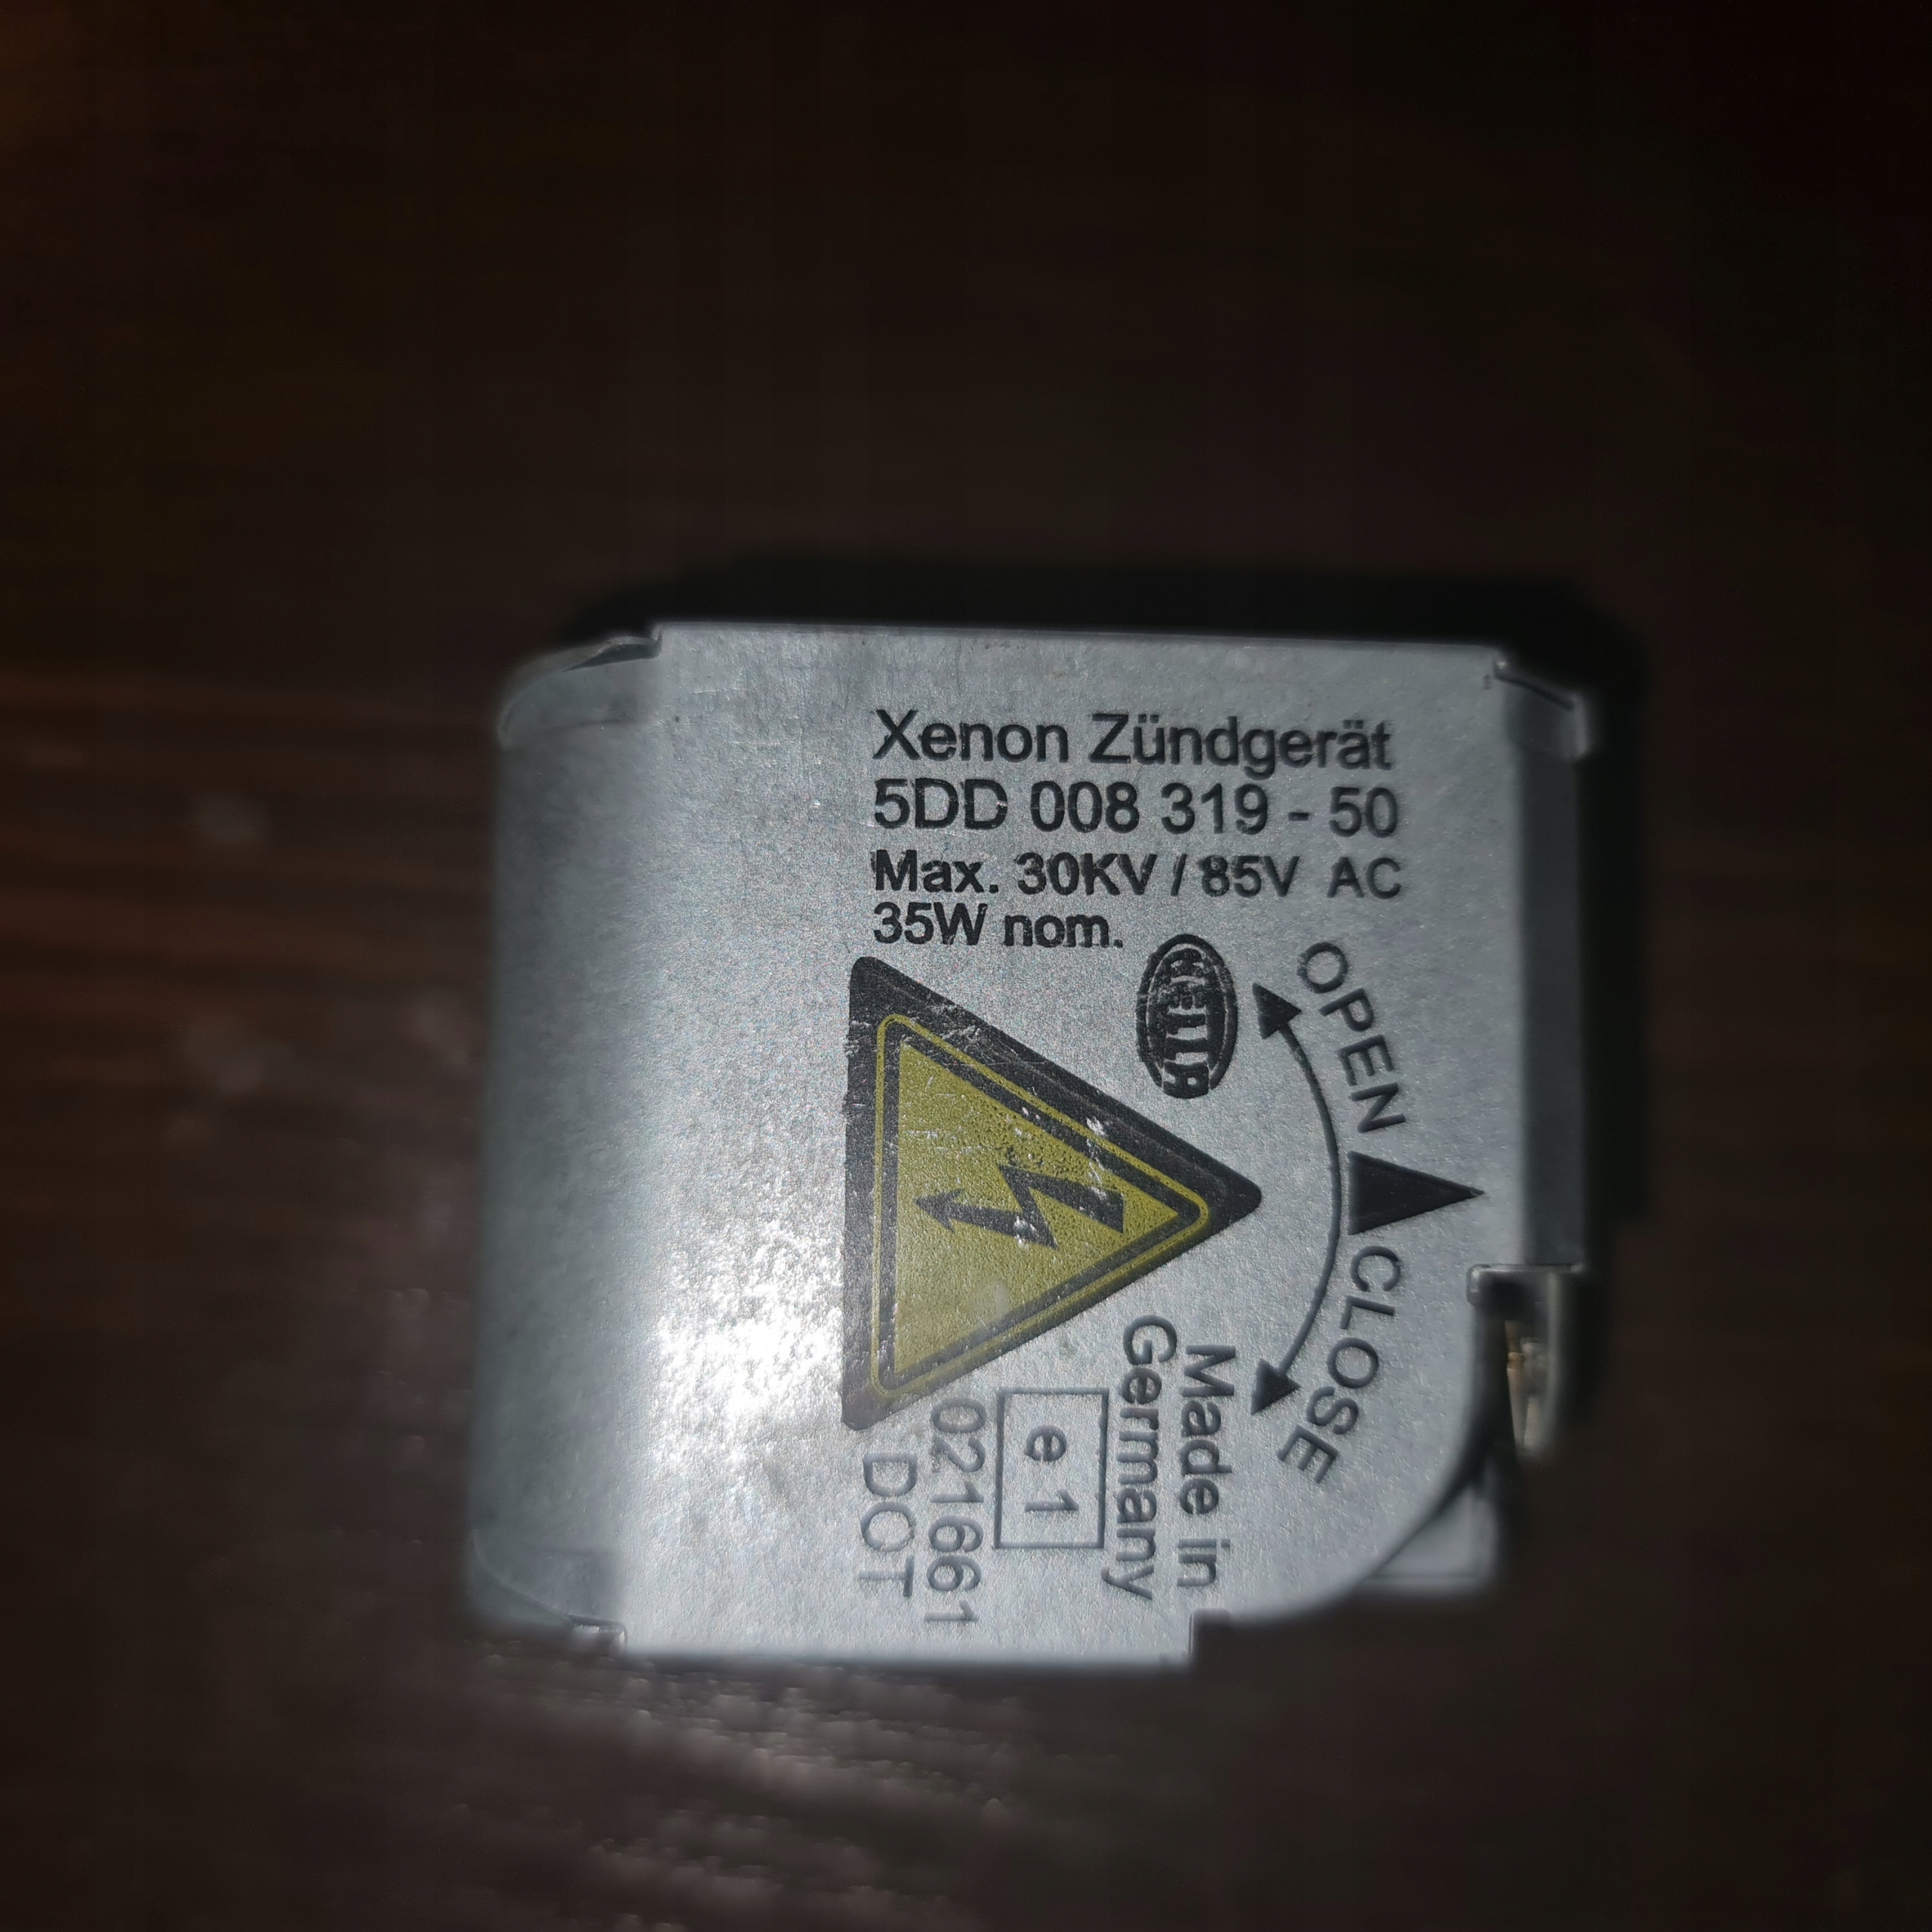 Xenon Zündgerät
5DD 008 319 - 50
Max. 30KV / 85V AC
35W nom.
HELLA
OPEN
CLOSE
Made in
Germany
e 1
021661
DOT